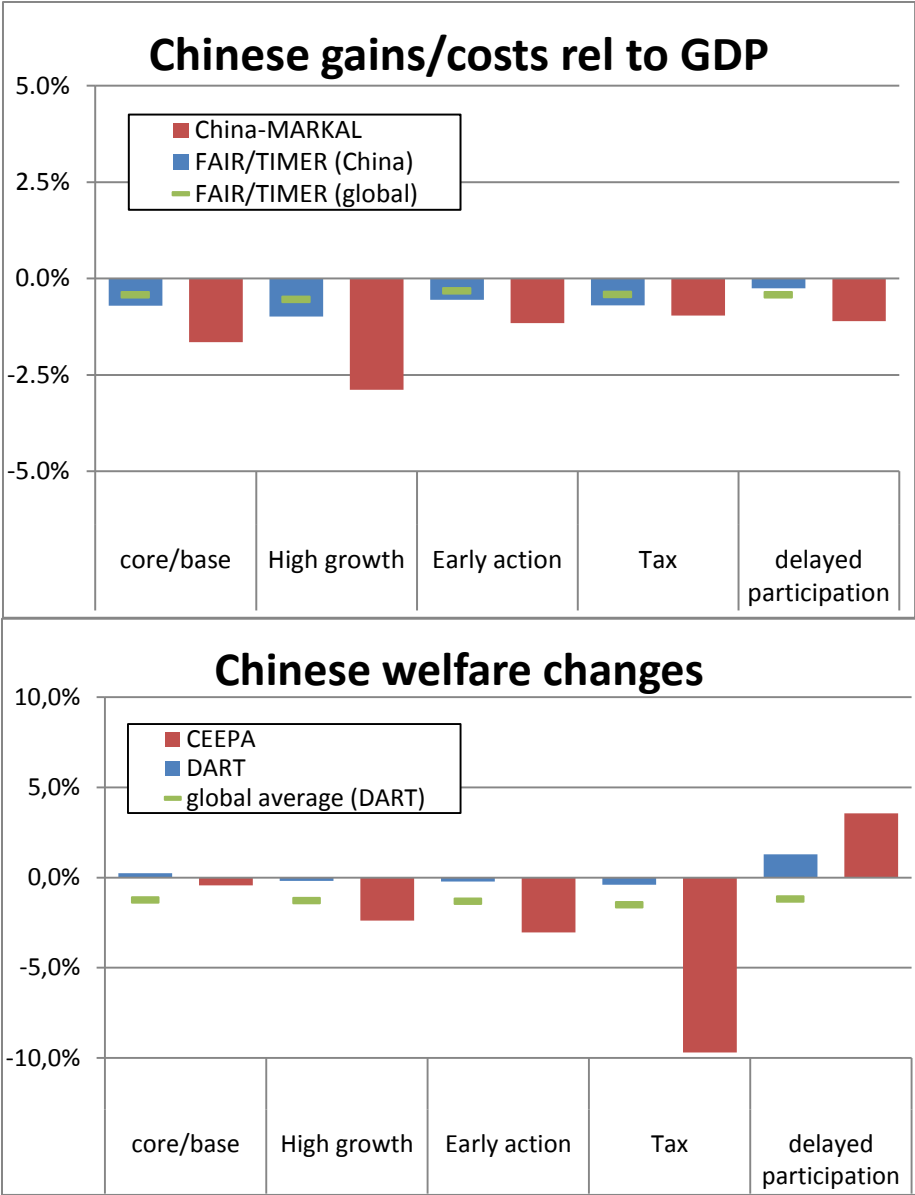 Chinese gains/costs rel to GDP
5.0%
China-MARKAL
FAIR/TIMER (China)
2.5%
FAIR/TIMER (global)
0.0%
-2.5%
-5.0%
core/base High growth Early action Tax delayed
participation
Chinese welfare changes
10,0%
CEEPA
DART
5,0%
global average (DART)
0,0%
-5,0%
-10,0%
core/base High growth Early action Tax delayed
participation